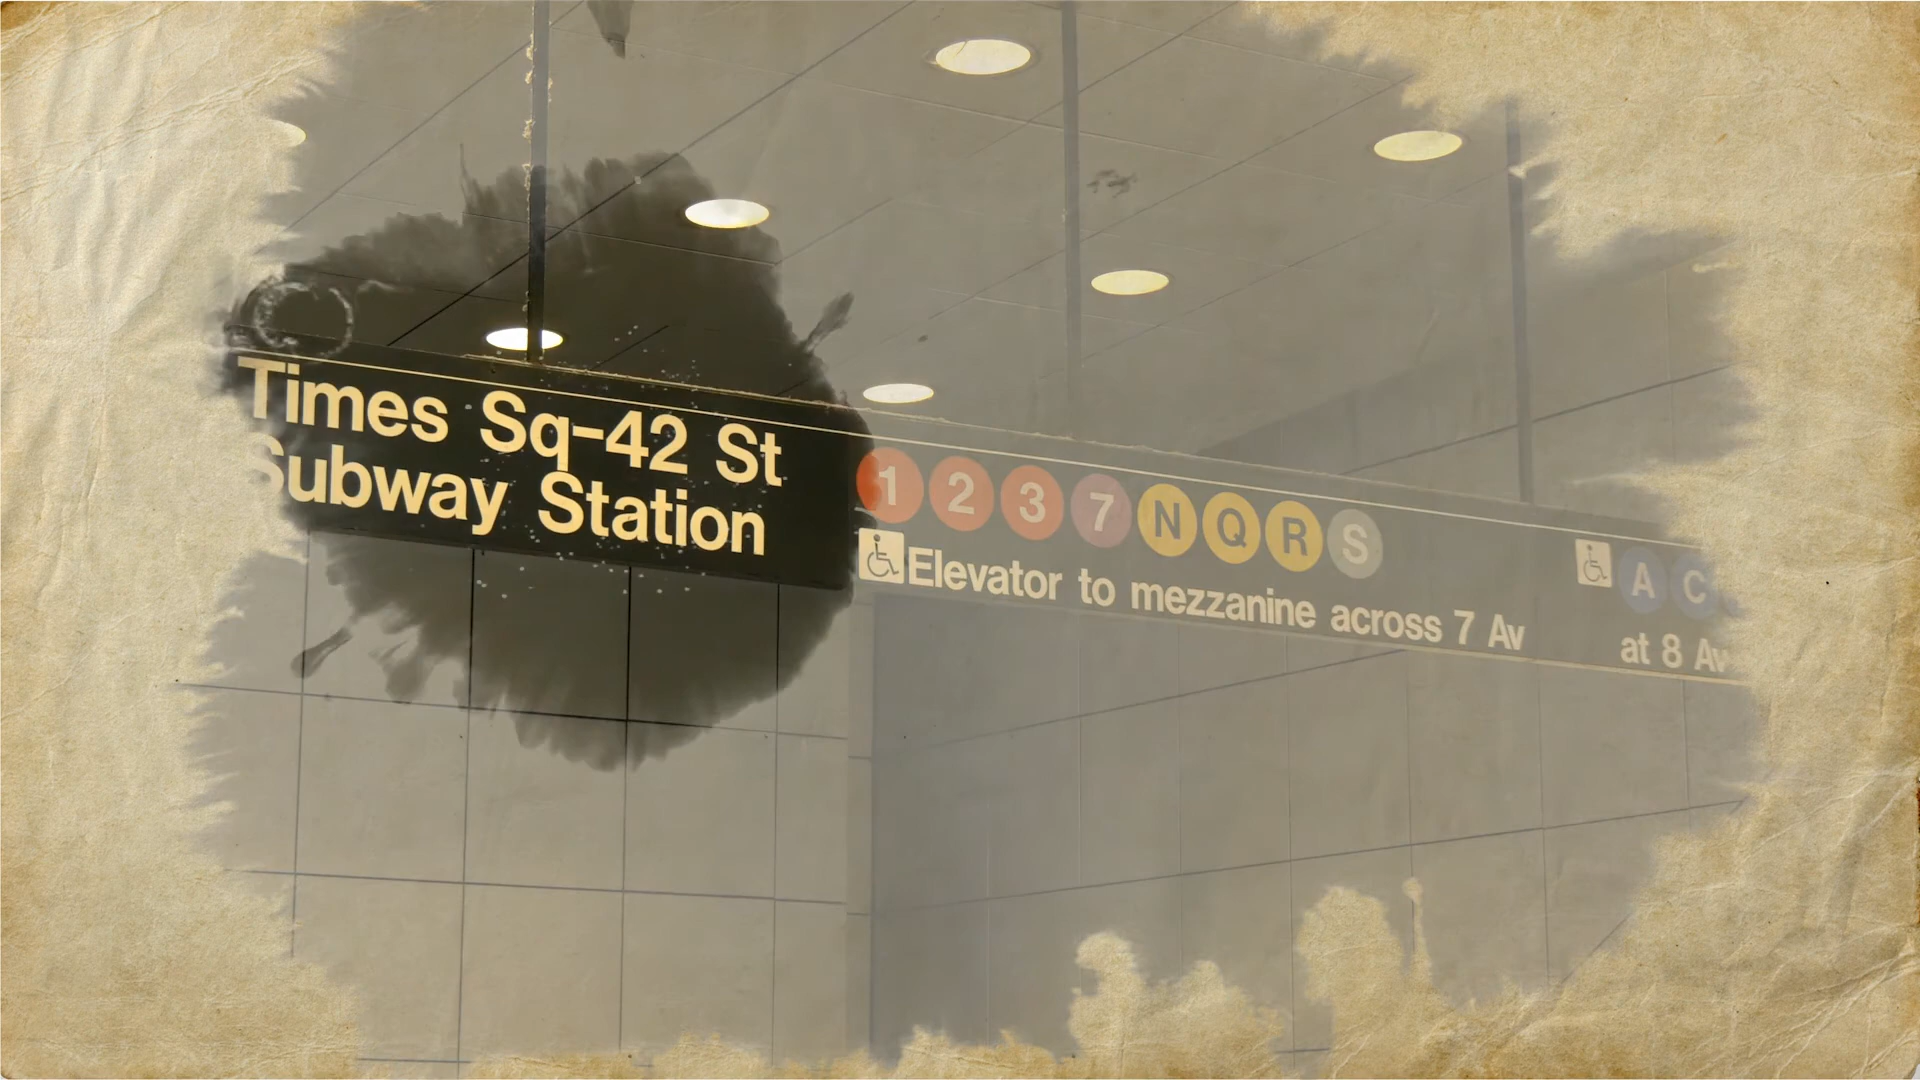 Times Sq-42 St
Subway Station
1 2 3 7 N Q R S
Elevator to mezzanine across 7 Av
A C
at 8 Av